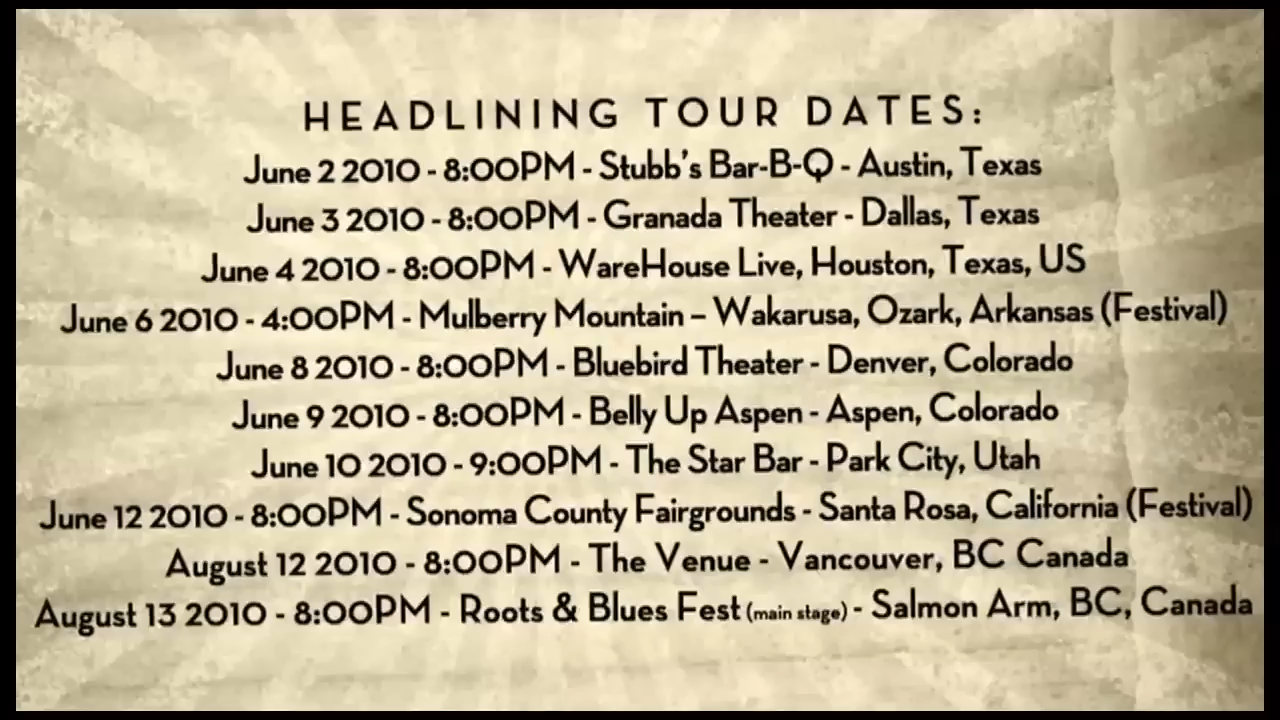 HEADLINING TOUR DATES:
June 2 2010 - 8:00PM - Stubb's Bar-B-Q - Austin, Texas
June 3 2010 - 8:00PM - Granada Theater - Dallas, Texas
June 4 2010 - 8:00PM - WareHouse Live, Houston, Texas, US
June 6 2010 - 4:00PM - Mulberry Mountain – Wakarusa, Ozark, Arkansas (Festival)
June 8 2010 - 8:00PM - Bluebird Theater - Denver, Colorado
June 9 2010 - 8:00PM - Belly Up Aspen - Aspen, Colorado
June 10 2010 - 9:00PM - The Star Bar - Park City, Utah
June 12 2010 - 8:00PM - Sonoma County Fairgrounds - Santa Rosa, California (Festival)
August 12 2010 - 8:00PM - The Venue - Vancouver, BC Canada
August 13 2010 - 8:00PM - Roots & Blues Fest (main stage) - Salmon Arm, BC, Canada